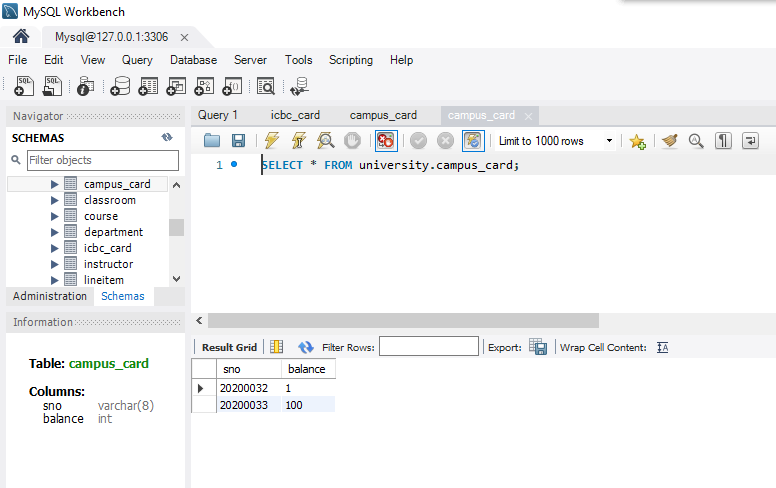 MySQL Workbench
Mysql@127.0.0.1:3306
File Edit View Query Database Server Tools Scripting Help
Navigator
SCHEMAS
Filter objects
campus_card
classroom
course
department
icbc_card
instructor
lineitem
Administration Schemas
Information
Table: campus_card
Columns:
sno varchar(8)
balance int
Query 1 icbc_card campus_card campus_card
Limit to 1000 rows
1 SELECT * FROM university.campus_card;
Result Grid Filter Rows: Export: Wrap Cell Content:
sno balance
20200032 1
20200033 100